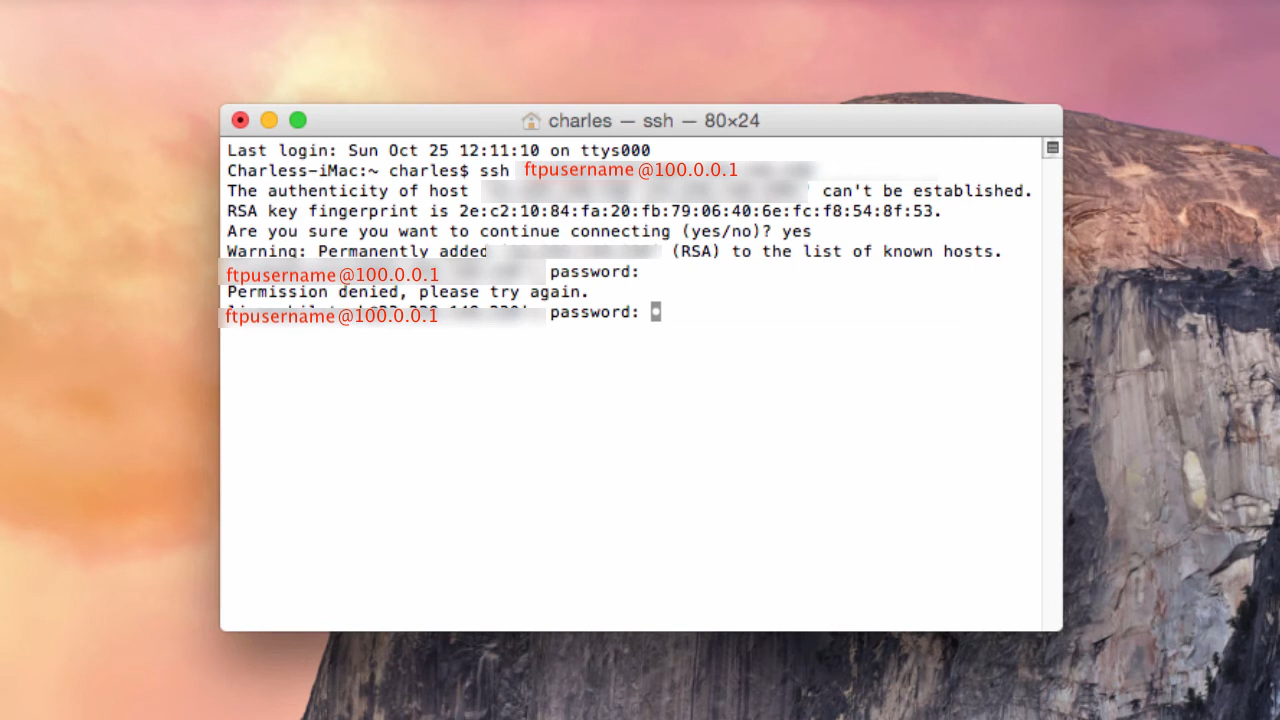 charles — ssh — 80×24
Last login: Sun Oct 25 12:11:10 on ttys000
Charless-iMac:~ charles$ ssh ftpusername@100.0.0.1
The authenticity of host ' can't be established.
RSA key fingerprint is 2e:c2:10:84:fa:20:fb:79:06:40:6e:fc:f8:54:8f:53.
Are you sure you want to continue connecting (yes/no)? yes
Warning: Permanently added (RSA) to the list of known hosts.
ftpusername@100.0.0.1 password:
Permission denied, please try again.
ftpusername@100.0.0.1 password: